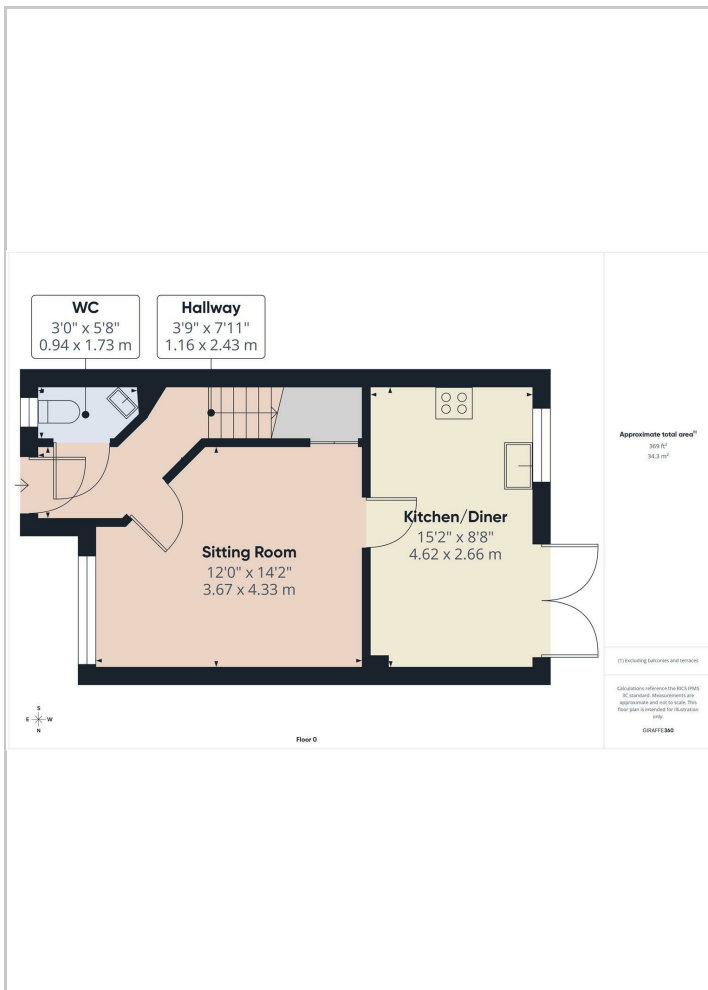 WC
3'0" x 5'8"
0.94 x 1.73 m
Hallway
3'9" x 7'11"
1.16 x 2.43 m
Sitting Room
12'0" x 14'2"
3.67 x 4.33 m
Kitchen/Diner
15'2" x 8'8"
4.62 x 2.66 m
S
E W
N
Floor 0
Approximate total area⁽¹⁾
369 ft²
34.3 m²
(1) Excluding balconies and terraces
Calculations reference the RICS IPMS
3C standard. Measurements are
approximate and not to scale. This
floor plan is intended for illustration
only.
GIRAFFE360